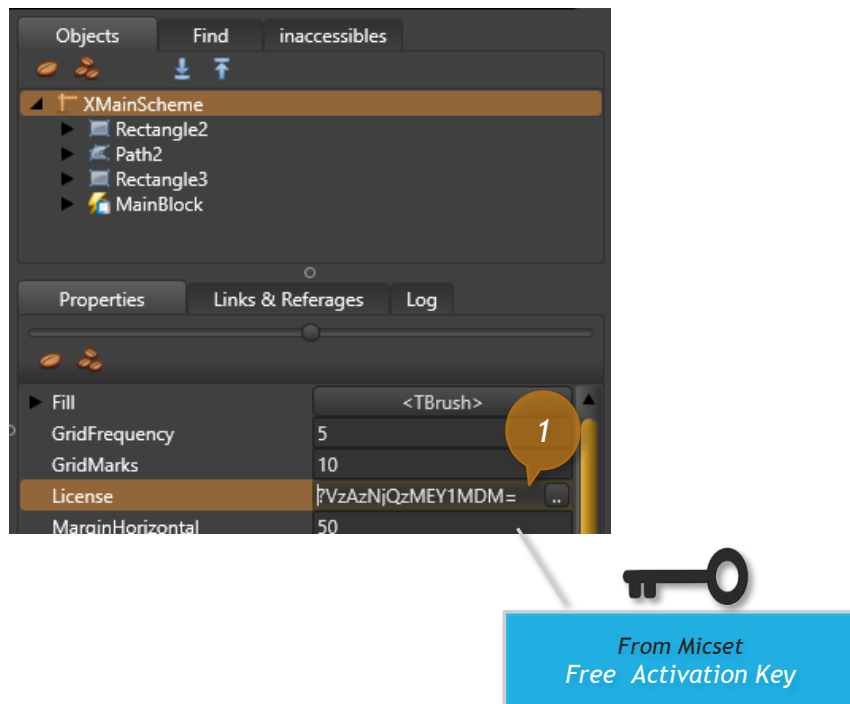 Objects Find inaccessibles
XMainScheme
Rectangle2
Path2
Rectangle3
MainBlock
Properties Links & Referages Log
Fill <TBrush>
GridFrequency 5
GridMarks 10
License ?VzAzNjQzMEY1MDM= ..
MarginHorizontal 50
1
From Micset
Free Activation Key